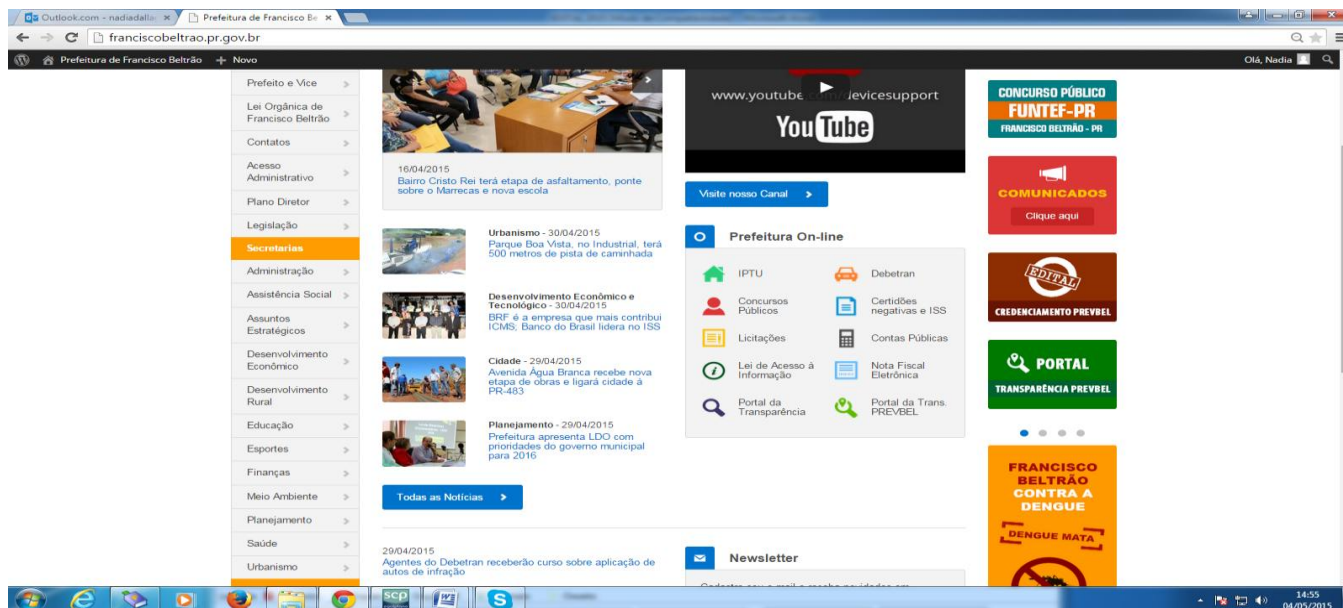 Outlook.com - nadiadalla
Prefeitura de Francisco Be
franciscobeltrao.pr.gov.br
Prefeitura de Francisco Beltrão
+ Novo
Olá, Nadia
Prefeito e Vice
Lei Orgânica de
Francisco Beltrão
Contatos
Acesso
Administrativo
Plano Diretor
Legislação
Secretarias
Administração
Assistência Social
Assuntos
Estratégicos
Desenvolvimento
Econômico
Desenvolvimento
Rural
Educação
Esportes
Finanças
Meio Ambiente
Planejamento
Saúde
Urbanismo
16/04/2015
Bairro Cristo Rei terá etapa de asfaltamento, ponte
sobre o Marrecas e nova escola
Urbanismo - 30/04/2015
Parque Boa Vista, no Industrial, terá
500 metros de pista de caminhada
Desenvolvimento Econômico e
Tecnológico - 30/04/2015
BRF é a empresa que mais contribui
ICMS; Banco do Brasil lidera no ISS
Cidade - 29/04/2015
Avenida Água Branca recebe nova
etapa de obras e ligará cidade à
PR-483
Planejamento - 29/04/2015
Prefeitura apresenta LDO com
prioridades do governo municipal
para 2016
Todas as Notícias
29/04/2015
Agentes do Debetran receberão curso sobre aplicação de
autos de infração
www.youtube.com/devicesupport
YouTube
Visite nosso Canal
Prefeitura On-line
IPTU
Debetran
Concursos
Públicos
Certidões
negativas e ISS
Licitações
Contas Públicas
Lei de Acesso à
Informação
Nota Fiscal
Eletrônica
Portal da
Transparência
Portal da Trans.
PREVBEL
Newsletter
CONCURSO PÚBLICO
FUNTEF-PR
FRANCISCO BELTRÃO - PR
COMUNICADOS
Clique aqui
EDITAL
CREDENCIAMENTO PREVBEL
PORTAL
TRANSPARÊNCIA PREVBEL
FRANCISCO
BELTRÃO
CONTRA A
DENGUE
DENGUE MATA
scp
14:55
04/05/2015